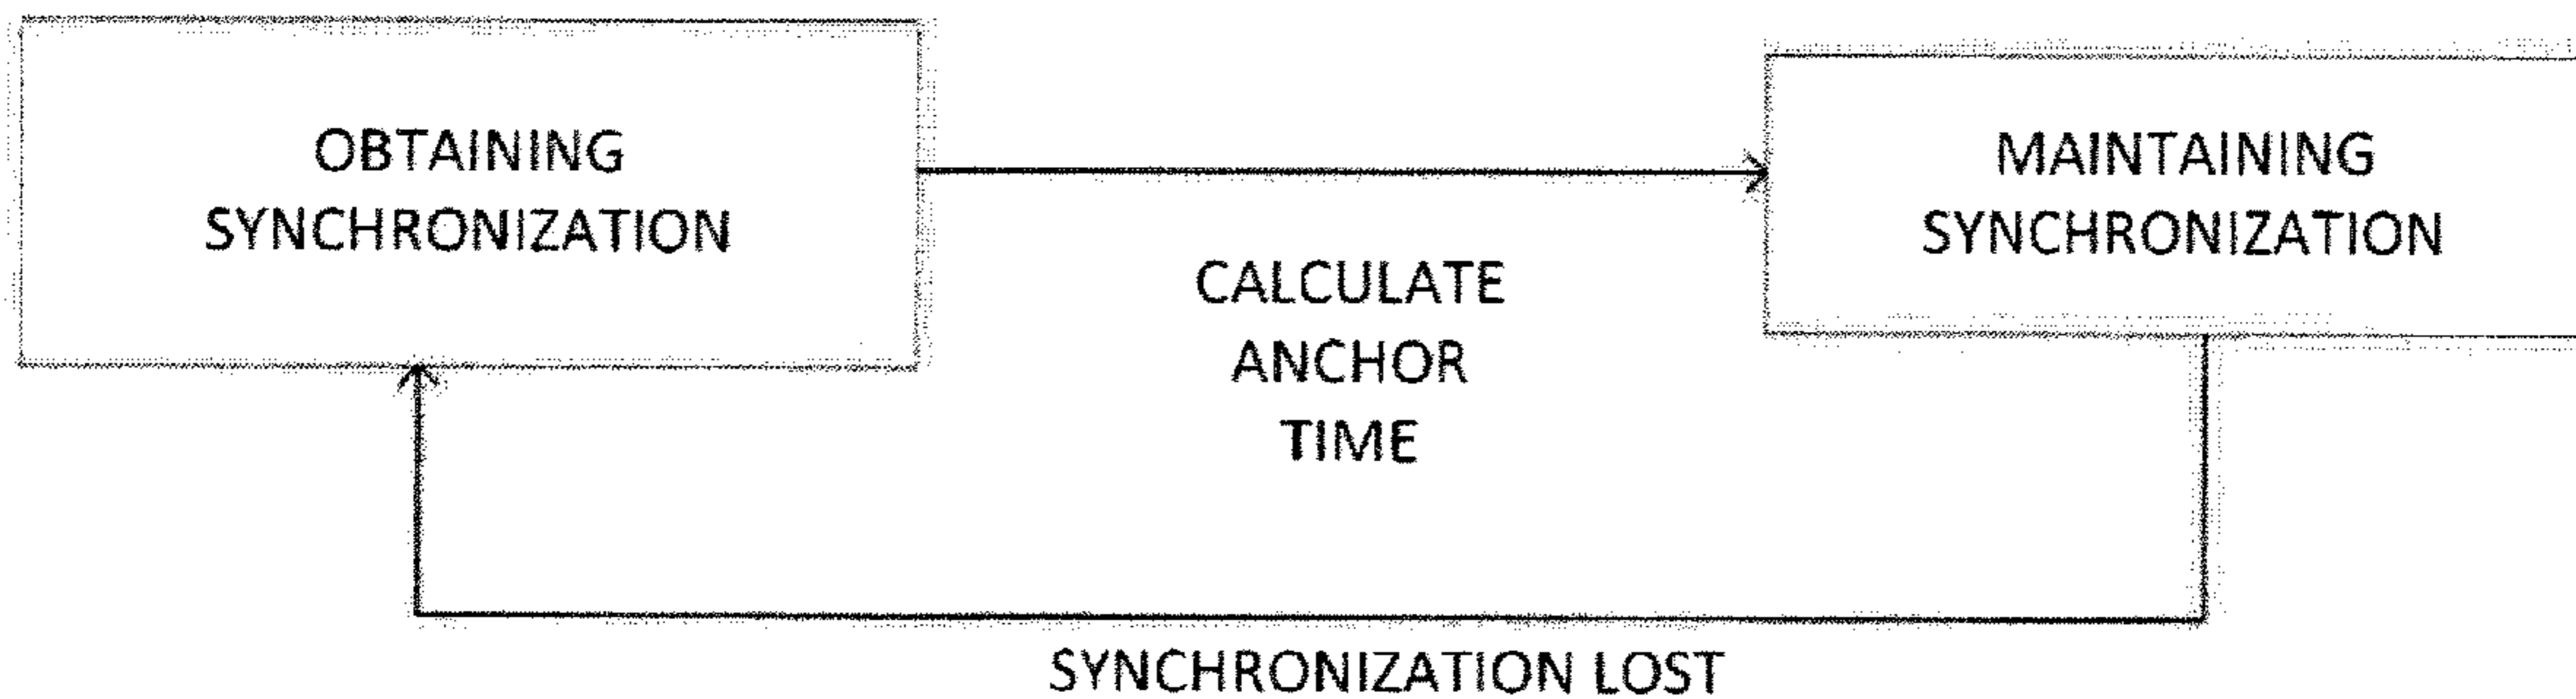 OBTAINING
SYNCHRONIZATION
CALCULATE
ANCHOR
TIME
MAINTAINING
SYNCHRONIZATION
SYNCHRONIZATION LOST